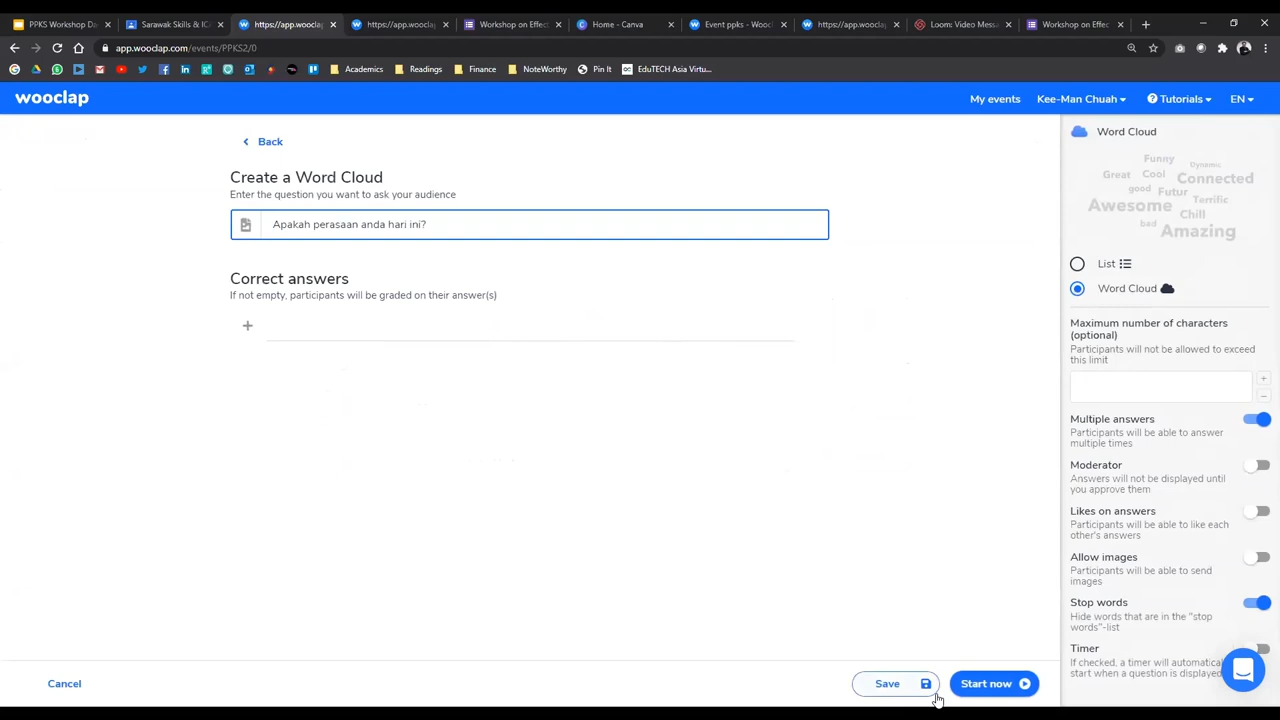 PPKS Workshop Da
Sarawak Skills & ICA
https://app.wooclap
https://app.wooclap.
Workshop on Effect
Home - Canva
Event ppks - Wooc
https://app.wooclap
Loom: Video Messa
Workshop on Effec
app.wooclap.com/events/PPKS2/0
Academics
Readings
Finance
NoteWorthy
Pin It
EduTECH Asia Virtu...
wooclap
My events
Kee-Man Chuah
Tutorials
EN
Back
Create a Word Cloud
Enter the question you want to ask your audience
Apakah perasaan anda hari ini?
Correct answers
If not empty, participants will be graded on their answer(s)
Cancel
Save
Start now
Word Cloud
Funny
Dynamic
Great
Cool
Connected
good
Futur
Awesome
Terrific
Chill
bad
Amazing
List
Word Cloud
Maximum number of characters
(optional)
Participants will not be allowed to exceed
this limit
Multiple answers
Participants will be able to answer
multiple times
Moderator
Answers will not be displayed until
you approve them
Likes on answers
Participants will be able to like each
other's answers
Allow images
Participants will be able to send
images
Stop words
Hide words that are in the "stop
words"-list
Timer
If checked, a timer will automatical
start when a question is displayed